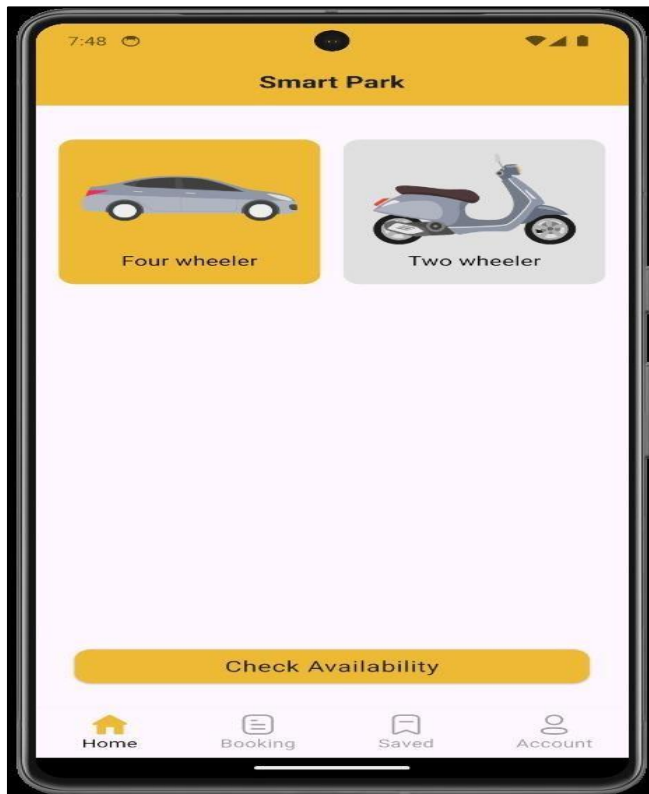 7:48
Smart Park
Four wheeler
Two wheeler
Check Availability
Home
Booking
Saved
Account